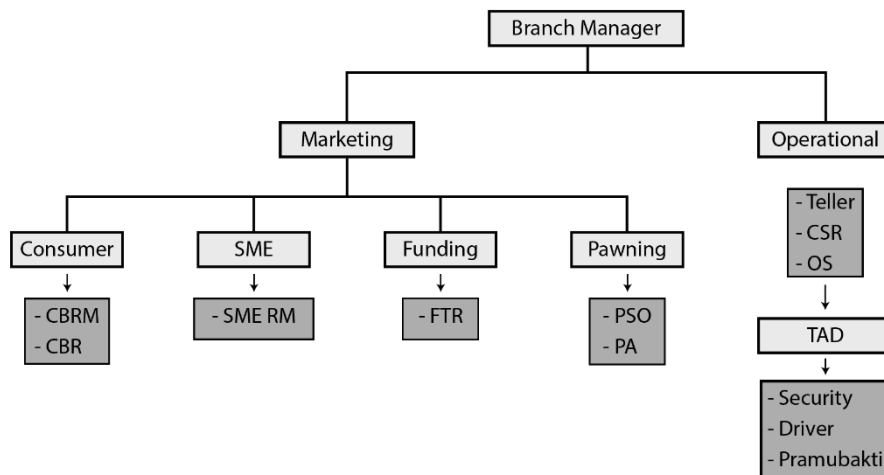 Branch Manager
Marketing
Operational
Consumer
SME
Funding
Pawning
- Teller
- CSR
- OS
- CBRM
- CBR
- SME RM
- FTR
- PSO
- PA
TAD
- Security
- Driver
- Pramubakti